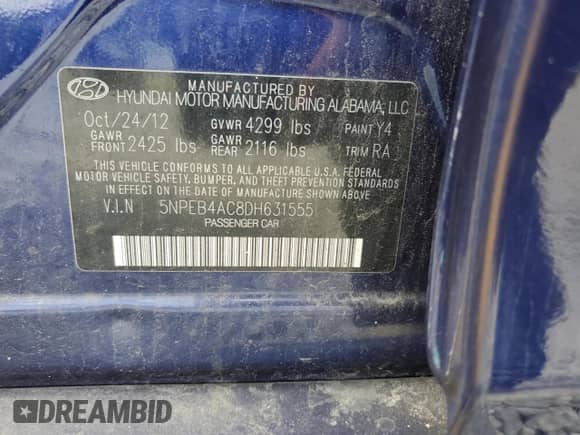 MANUFACTURED BY
HYUNDAI MOTOR MANUFACTURING ALABAMA, LLC
Oct/24/12 GVWR 4299 lbs PAINT Y4
GAWR FRONT 2425 lbs GAWR REAR 2116 lbs TRIM RA
THIS VEHICLE CONFORMS TO ALL APPLICABLE U.S.A. FEDERAL
MOTOR VEHICLE SAFETY, BUMPER, AND THEFT PREVENTION STANDARDS
IN EFFECT ON THE DATE OF MANUFACTURE SHOWN ABOVE
V.I.N 5NPEB4AC8DH631555
PASSENGER CAR
DREAMBID